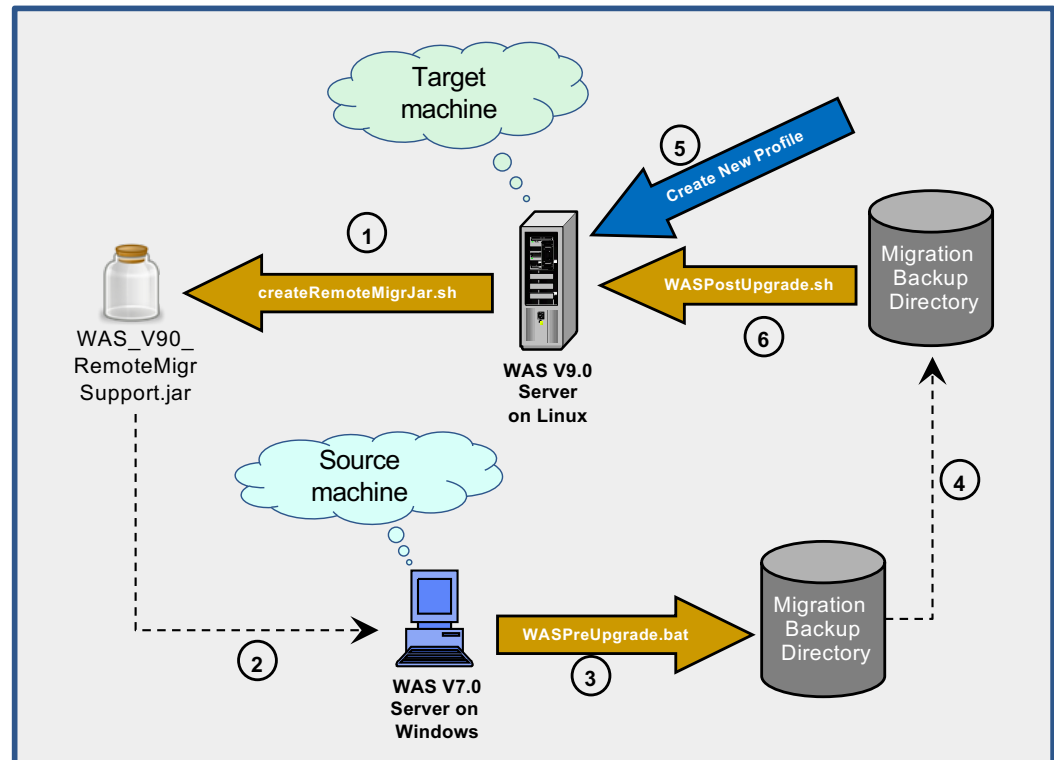 Target
machine
5
Create New Profile
1
createRemoteMigrJar.sh
WASPostUpgrade.sh
6
Migration
Backup
Directory
WAS_V90_
RemoteMigr
Support.jar
WAS V9.0
Server
on Linux
Source
machine
4
2
WAS V7.0
Server on
Windows
WASPreUpgrade.bat
3
Migration
Backup
Directory